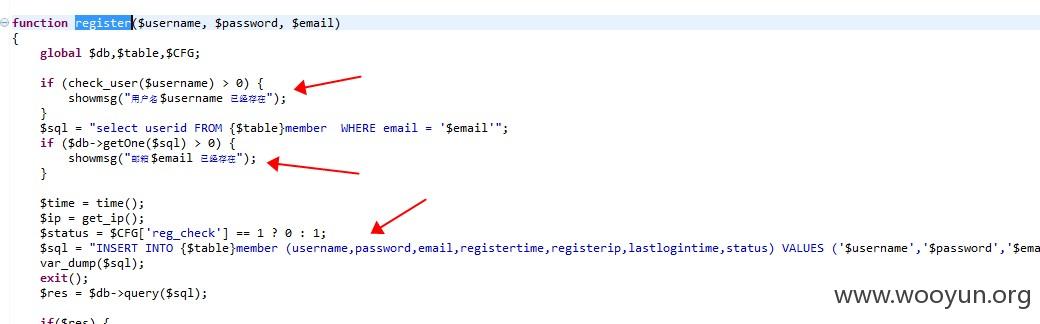 function register($username, $password, $email)
{
global $db,$table,$CFG;
if (check_user($username) > 0) {
showmsg("用户名$username 已经存在");
}
$sql = "select userid FROM {$table}member  WHERE email = '$email'";
if ($db->getOne($sql) > 0) {
showmsg("邮箱$email 已经存在");
}
$time = time();
$ip = get_ip();
$status = $CFG['reg_check'] == 1 ? 0 : 1;
$sql = "INSERT INTO {$table}member (username,password,email,registertime,registerip,lastlogintime,status) VALUES ('$username','$password','$ema
var_dump($sql);
exit();
$res = $db->query($sql);
www.wooyun.org
if($res) {